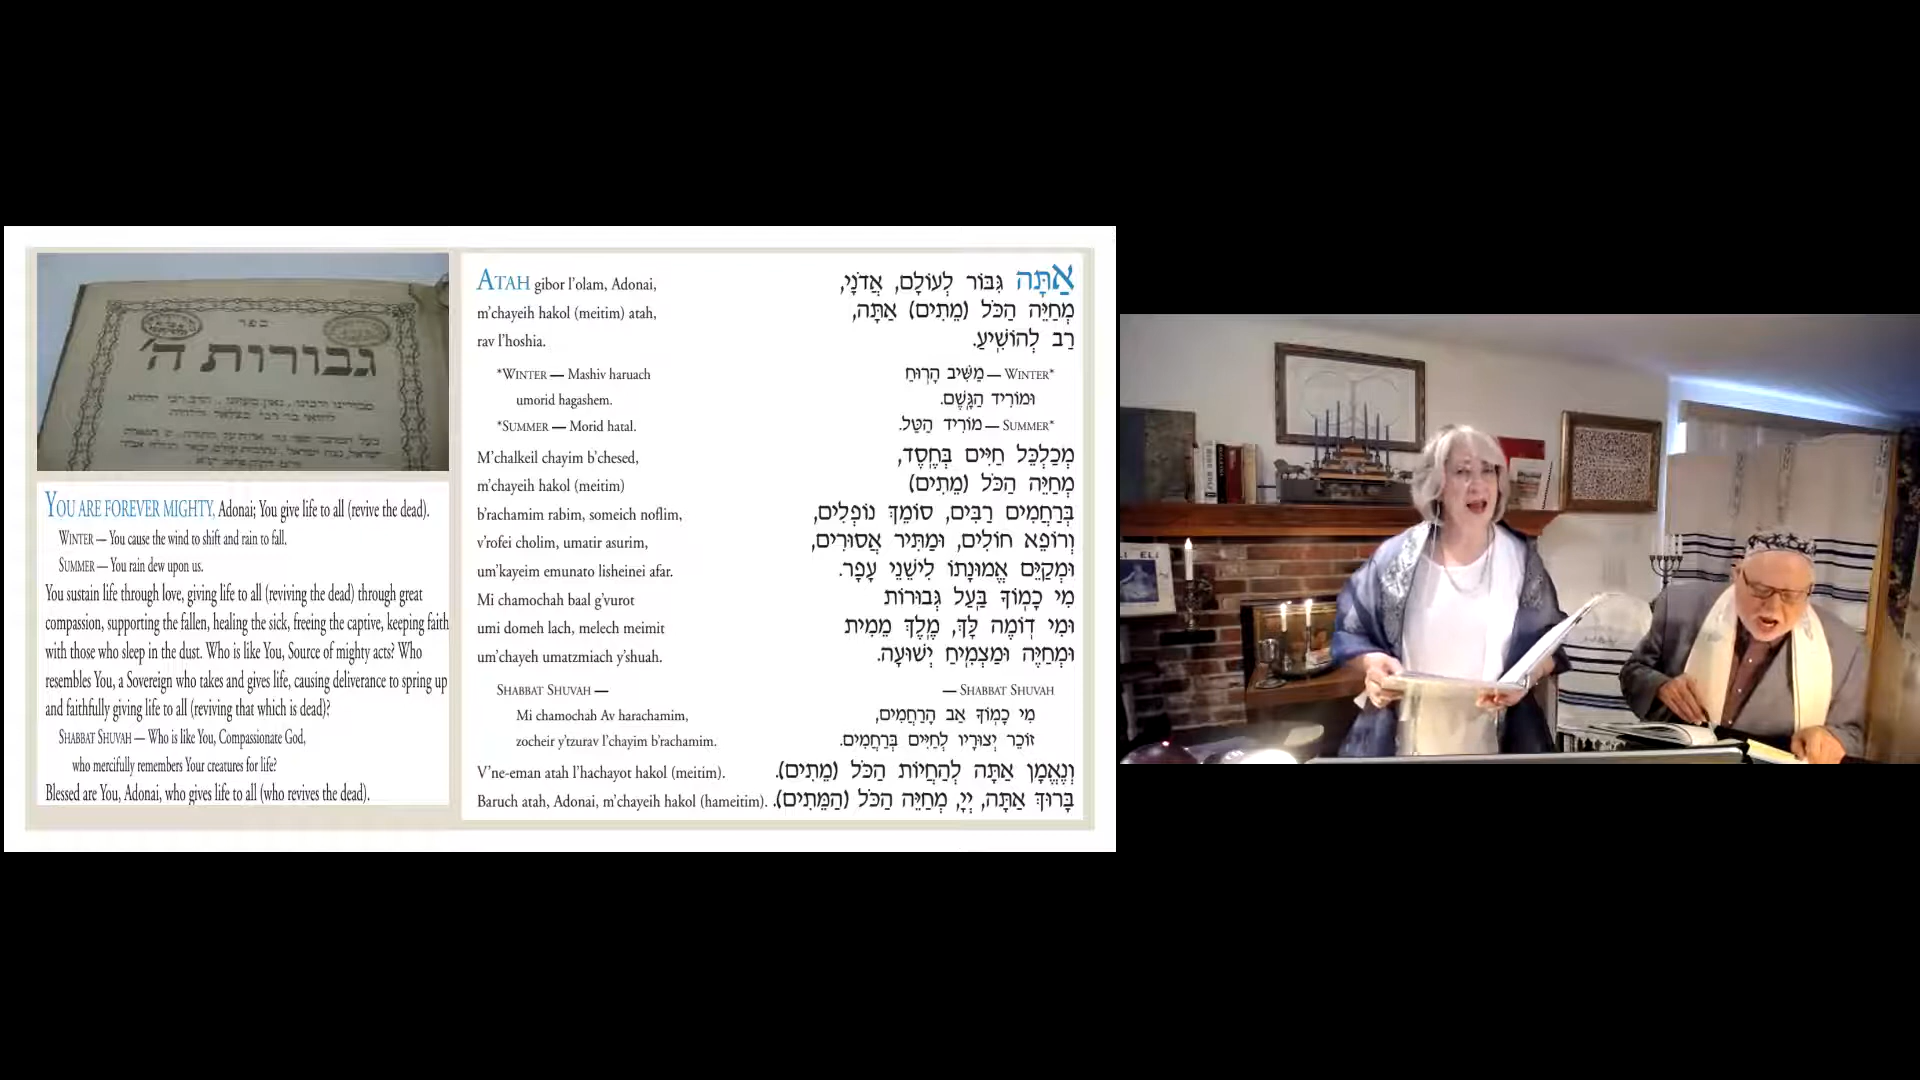 ספר
גבורות ה'
YOU ARE FOREVER MIGHTY, Adonai; You give life to all (revive the dead).
WINTER — You cause the wind to shift and rain to fall.
SUMMER — You rain dew upon us.
You sustain life through love, giving life to all (reviving the dead) through great
compassion, supporting the fallen, healing the sick, freeing the captive, keeping faith
with those who sleep in the dust. Who is like You, Source of mighty acts? Who
resembles You, a Sovereign who takes and gives life, causing deliverance to spring up
and faithfully giving life to all (reviving that which is dead)?
SHABBAT SHUVAH — Who is like You, Compassionate God,
who mercifully remembers Your creatures for life?
Blessed are You, Adonai, who gives life to all (who revives the dead).
ATAH gibor l'olam, Adonai,
m'chayeih hakol (meitim) atah,
rav l'hoshia.
*WINTER — Mashiv haruach
umorid hagashem.
*SUMMER — Morid hatal.
M'chalkeil chayim b'chesed,
m'chayeih hakol (meitim)
b'rachamim rabim, someich noflim,
v'rofei cholim, umatir asurim,
um'kayeim emunato lisheinei afar.
Mi chamochah baal g'vurot
umi domeh lach, melech meimit
um'chayeh umatzmiach y'shuah.
SHABBAT SHUVAH —
Mi chamochah Av harachamim,
zocheir y'tzurav l'chayim b'rachamim.
V'ne-eman atah l'hachayot hakol (meitim).
Baruch atah, Adonai, m'chayeih hakol (hameitim).
אַתָּה גִּבּוֹר לְעוֹלָם, אֲדֹנָי,
מְחַיֵּה הַכֹּל (מֵתִים) אַתָּה,
רַב לְהוֹשִׁיעַ.
*WINTER — מַשִּׁיב הָרְוּחַ
וּמוֹרִיד הַגָּשֶׁם.
*SUMMER — מוֹרִיד הַטַּל.
מְכַלְכֵּל חַיִּים בְּחֶסֶד,
מְחַיֵּה הַכֹּל (מֵתִים)
בְּרַחֲמִים רַבִּים, סוֹמֵךְ נוֹפְלִים,
וְרוֹפֵא חוֹלִים, וּמַתִּיר אֲסוּרִים,
וּמְקַיֵּם אֱמוּנָתוֹ לִישֵׁנֵי עָפָר.
מִי כָמְוֹךָ בַּעַל גְּבוּרוֹת
וּמִי דְוֹמֶה לָּךְ, מֶלֶךְ מֵמִית
וּמְחַיֶּה וּמַצְמִיחַ יְשׁוּעָה.
SHABBAT SHUVAH —
מִי כָמְוֹךָ אַב הָרַחֲמִים,
זוֹכֵר יְצוּרָיו לְחַיִּים בְּרַחֲמִים.
וְנֶאֱמָן אַתָּה לְהַחֲיוֹת הַכֹּל (מֵתִים).
בָּרוּךְ אַתָּה, יְיָ, מְחַיֵּה הַכֹּל (הַמֵּתִים).